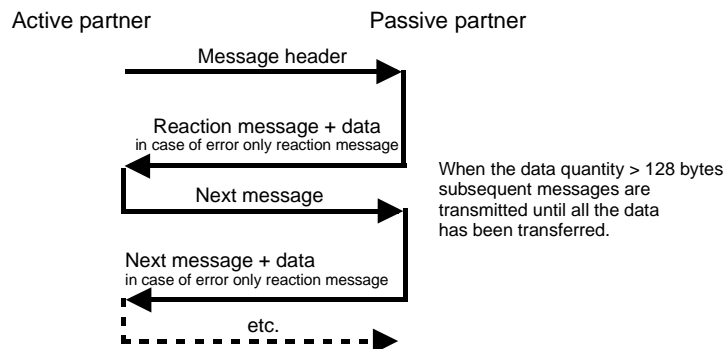 Active partner
Passive partner
Message header
Reaction message + data
in case of error only reaction message
When the data quantity > 128 bytes
subsequent messages are
transmitted until all the data
has been transferred.
Next message
Next message + data
in case of error only reaction message
etc.